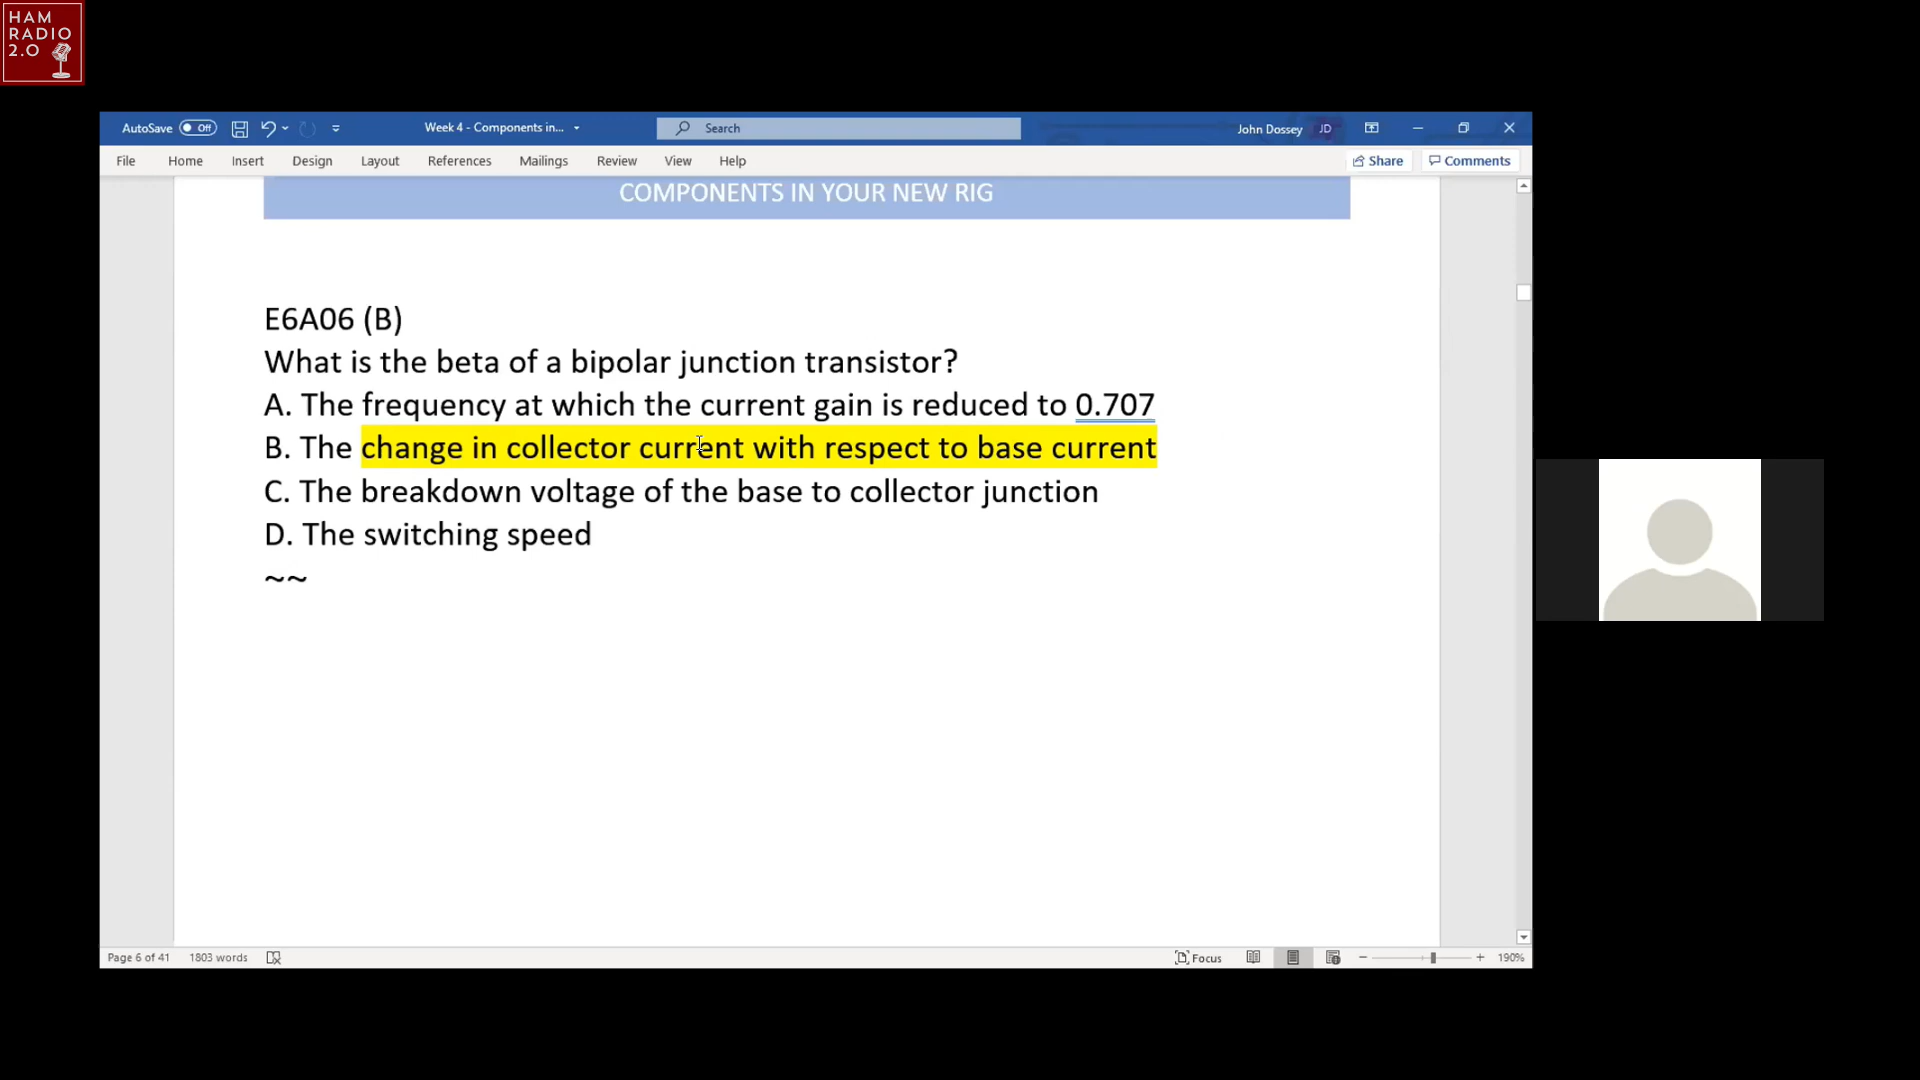 HAM
RADIO
2.0
AutoSave Off
Week 4 - Components in...
Search
John Dossey JD
File Home Insert Design Layout References Mailings Review View Help Share Comments
COMPONENTS IN YOUR NEW RIG
E6A06 (B)
What is the beta of a bipolar junction transistor?
A. The frequency at which the current gain is reduced to 0.707
B. The change in collector current with respect to base current
C. The breakdown voltage of the base to collector junction
D. The switching speed
~~
Page 6 of 41 1803 words Focus 190%